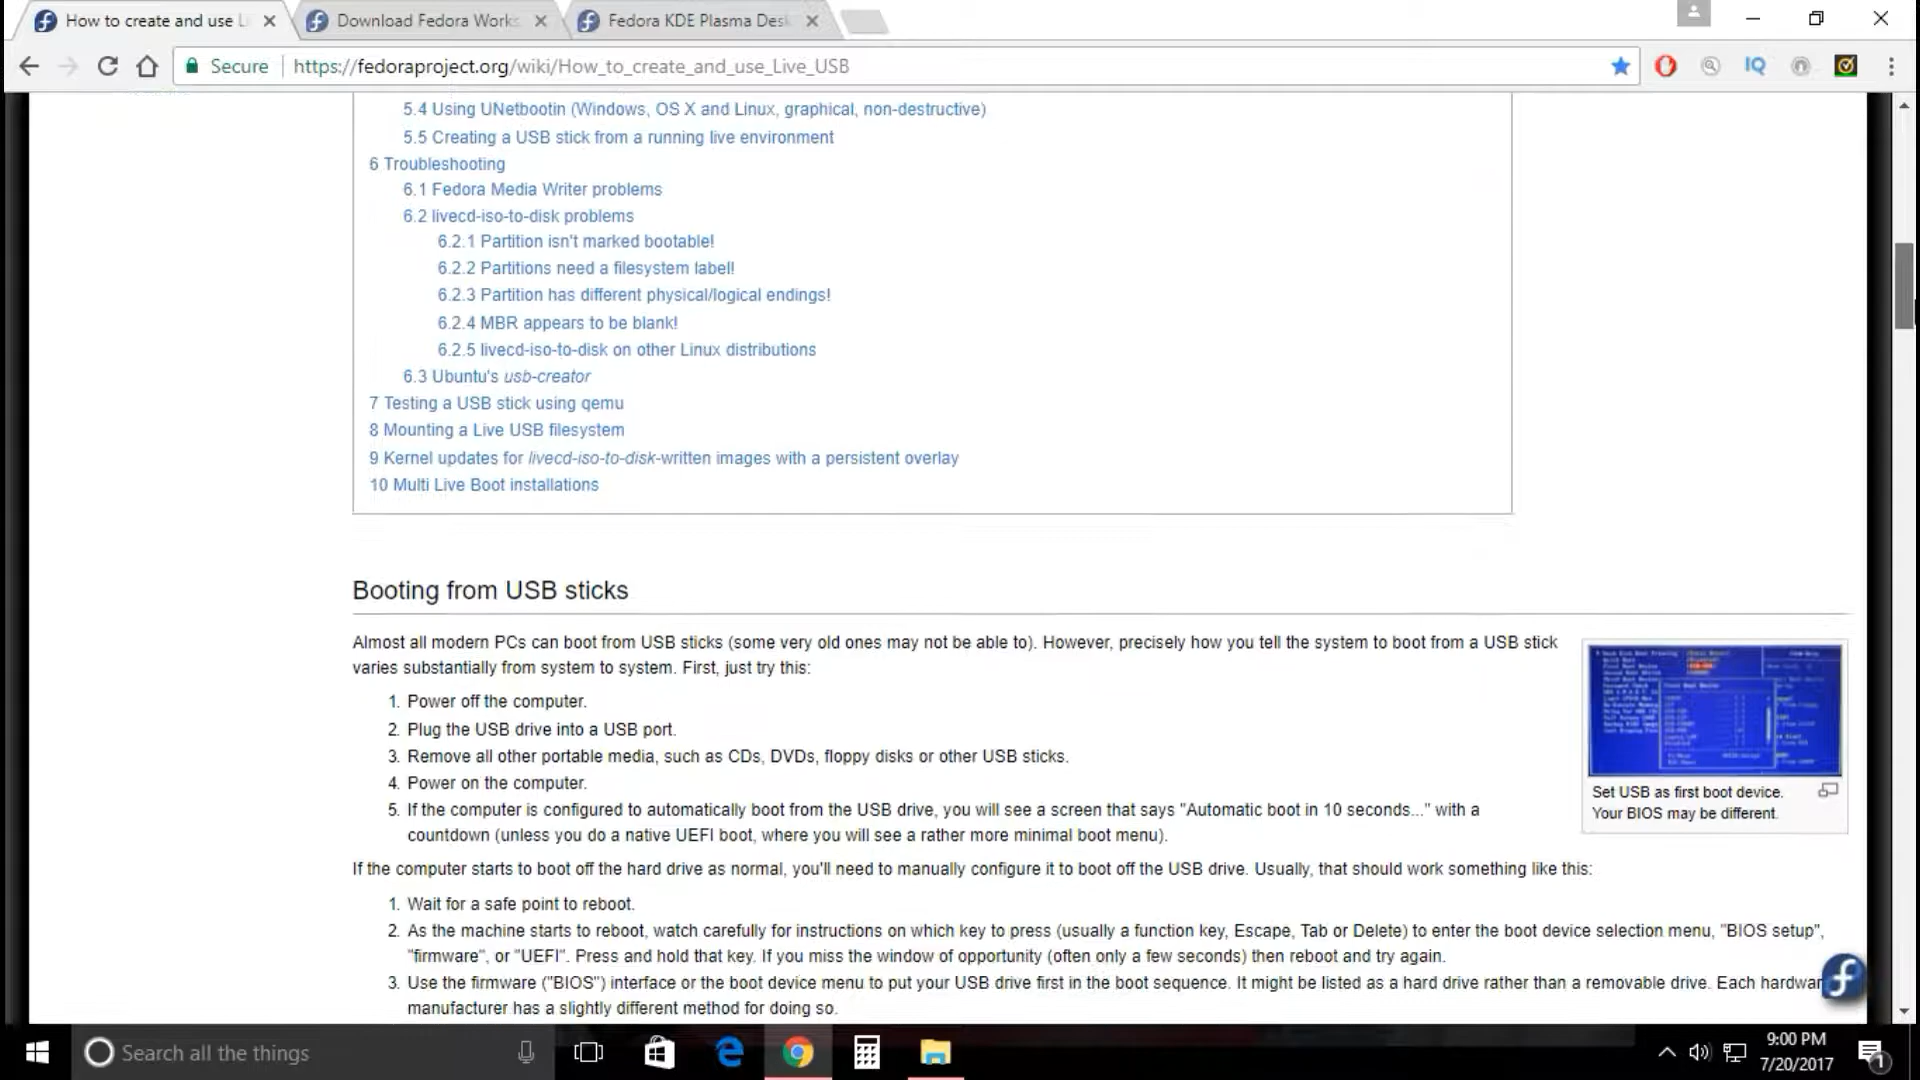 How to create and use Li
Download Fedora Works
Fedora KDE Plasma Desk
Secure
https://fedoraproject.org/wiki/How_to_create_and_use_Live_USB
IQ
5.4 Using UNetbootin (Windows, OS X and Linux, graphical, non-destructive)
5.5 Creating a USB stick from a running live environment
6 Troubleshooting
6.1 Fedora Media Writer problems
6.2 livecd-iso-to-disk problems
6.2.1 Partition isn't marked bootable!
6.2.2 Partitions need a filesystem label!
6.2.3 Partition has different physical/logical endings!
6.2.4 MBR appears to be blank!
6.2.5 livecd-iso-to-disk on other Linux distributions
6.3 Ubuntu's usb-creator
7 Testing a USB stick using qemu
8 Mounting a Live USB filesystem
9 Kernel updates for livecd-iso-to-disk-written images with a persistent overlay
10 Multi Live Boot installations
Booting from USB sticks
Almost all modern PCs can boot from USB sticks (some very old ones may not be able to). However, precisely how you tell the system to boot from a USB stick
varies substantially from system to system. First, just try this:
1. Power off the computer.
2. Plug the USB drive into a USB port.
3. Remove all other portable media, such as CDs, DVDs, floppy disks or other USB sticks.
4. Power on the computer.
5. If the computer is configured to automatically boot from the USB drive, you will see a screen that says "Automatic boot in 10 seconds..." with a
countdown (unless you do a native UEFI boot, where you will see a rather more minimal boot menu).
Set USB as first boot device.
Your BIOS may be different.
If the computer starts to boot off the hard drive as normal, you'll need to manually configure it to boot off the USB drive. Usually, that should work something like this:
1. Wait for a safe point to reboot.
2. As the machine starts to reboot, watch carefully for instructions on which key to press (usually a function key, Escape, Tab or Delete) to enter the boot device selection menu, "BIOS setup",
"firmware", or "UEFI". Press and hold that key. If you miss the window of opportunity (often only a few seconds) then reboot and try again.
3. Use the firmware ("BIOS") interface or the boot device menu to put your USB drive first in the boot sequence. It might be listed as a hard drive rather than a removable drive. Each hardwar
manufacturer has a slightly different method for doing so.
Search all the things
9:00 PM
7/20/2017
1